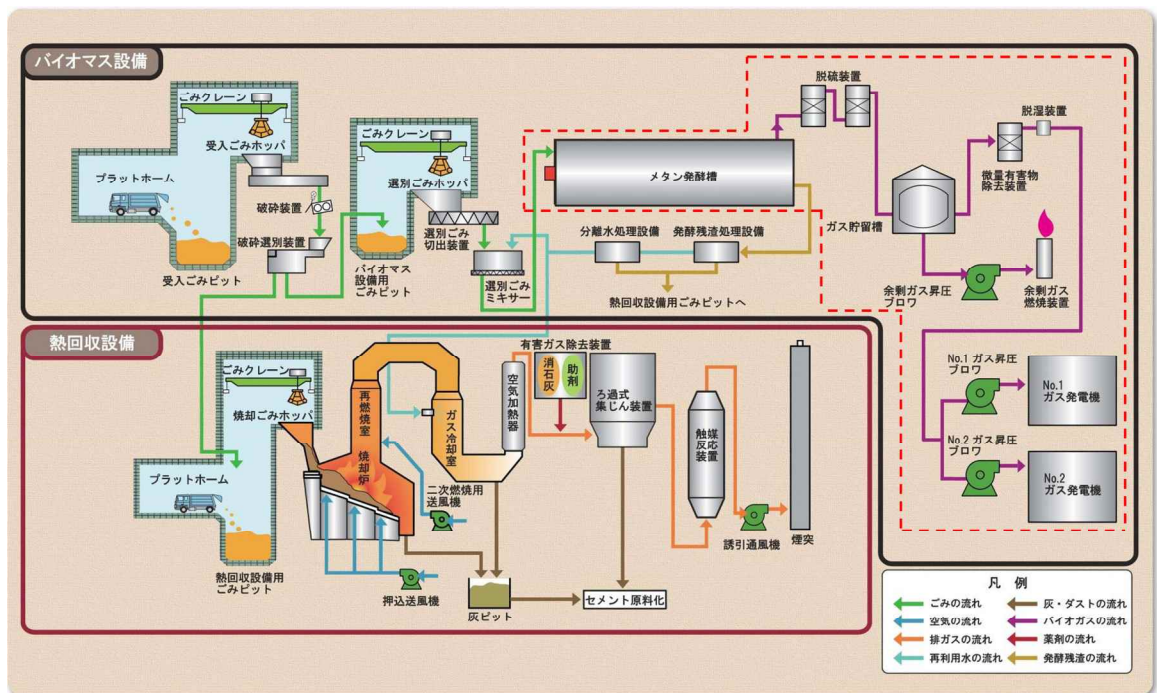 バイオマス設備
ごみクレーン
受入ごみホッパ
プラットホーム
破砕装置
破砕選別装置
受入ごみピット
ごみクレーン
選別ごみホッパ
選別ごみ
切出装置
バイオマス
設備用
ごみピット
選別ごみ
ミキサー
メタン発酵槽
分離水処理設備
発酵残渣処理設備
熱回収設備用ごみピットへ
脱硫装置
脱湿装置
微量有害物
除去装置
ガス貯留槽
余剰ガス昇圧
ブロワ
余剰ガス
燃焼装置
No.1 ガス昇圧
ブロワ
No.1
ガス発電機
No.2 ガス昇圧
ブロワ
No.2
ガス発電機
熱回収設備
ごみクレーン
焼却ごみホッパ
プラットホーム
熱回収設備用
ごみピット
再燃焼室
焼却炉
ガス冷却室
空気加熱器
二次燃焼用
送風機
押込送風機
灰ピット
有害ガス除去装置
消石灰
助剤
ろ過式
集じん装置
触媒
反応
装置
誘引通風機
煙突
セメント原料化
凡 例
ごみの流れ
空気の流れ
排ガスの流れ
再利用水の流れ
灰・ダストの流れ
バイオガスの流れ
薬剤の流れ
発酵残渣の流れ